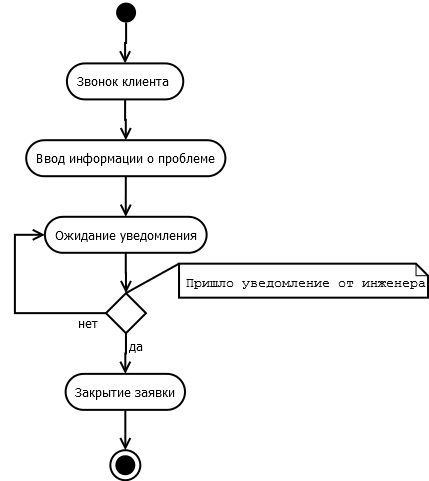 Звонок клиента
Ввод информации о проблеме
Ожидание уведомления
Пришло уведомление от инженера
нет
да
Закрытие заявки